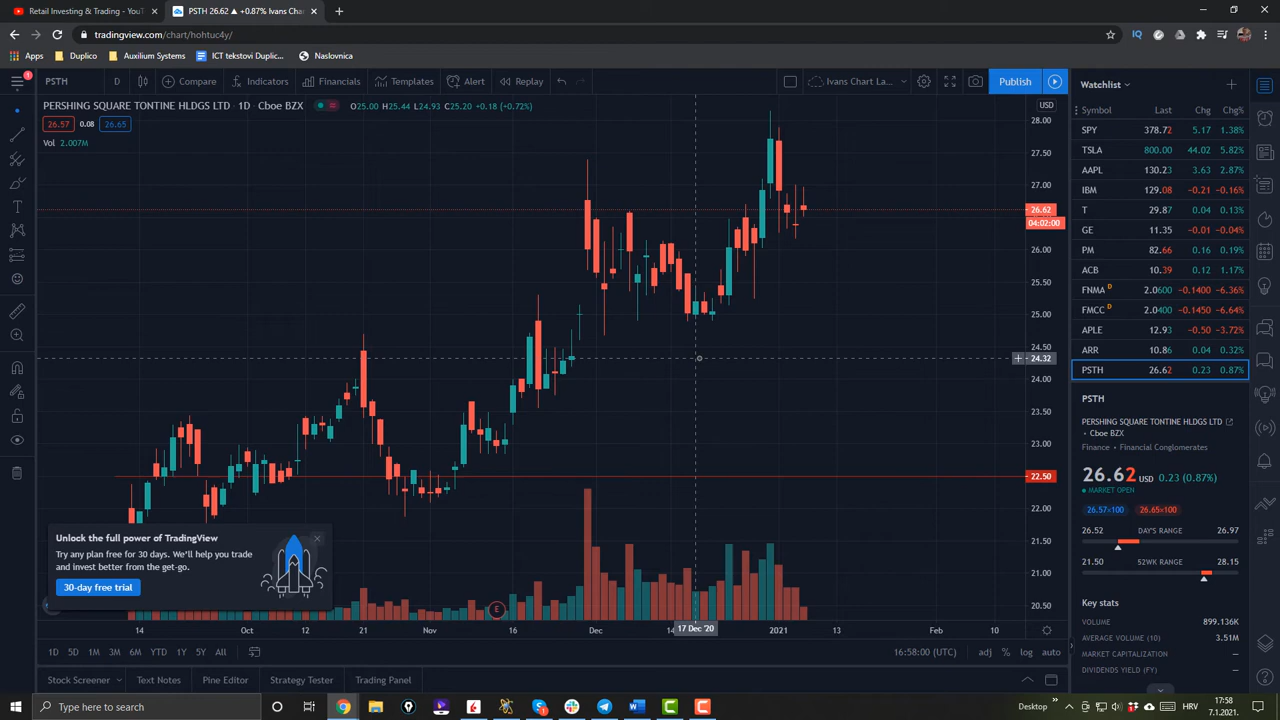 Retail Investing & Trading - YouT
PSTH 26.62 ▲ +0.87% Ivans Chart
tradingview.com/chart/hohtuc4y/
Apps
Duplico
Auxilium Systems
ICT tekstovi Duplic...
Naslovnica
1
PSTH
D
Compare
Indicators
Financials
Templates
Alert
Replay
Ivans Chart La...
Publish
PERSHING SQUARE TONTINE HLDGS LTD · 1D · Cboe BZX
O25.00 H25.44 L24.93 C25.20 +0.18 (+0.72%)
26.57 0.08 26.65
Vol 2.007M
USD
28.00
27.50
27.00
26.62
04:02:00
26.00
25.50
25.00
24.50
24.32
24.00
23.50
23.00
22.50
22.00
21.50
21.00
20.50
Unlock the full power of TradingView
Try any plan free for 30 days. We'll help you trade
and invest better from the get-go.
30-day free trial
E
14 Oct 12 21 Nov 16 Dec 14 17 Dec '20 2021 13 Feb 10
1D 5D 1M 3M 6M YTD 1Y 5Y All
16:58:00 (UTC)
adj % log auto
Stock Screener
Text Notes
Pine Editor
Strategy Tester
Trading Panel
Watchlist
Symbol Last Chg Chg%
SPY 378.72 5.17 1.38%
TSLA 800.00 44.02 5.82%
AAPL 130.23 3.63 2.87%
IBM 129.08 −0.21 −0.16%
T 29.87 0.04 0.13%
GE 11.35 −0.01 −0.04%
PM 82.66 0.16 0.19%
ACB 10.39 0.12 1.17%
FNMA D 2.0600 −0.1400 −6.36%
FMCC D 2.0400 −0.1450 −6.64%
APLE 12.93 −0.50 −3.72%
ARR 10.86 0.04 0.32%
PSTH 26.62 0.23 0.87%
PSTH
PERSHING SQUARE TONTINE HLDGS LTD
• Cboe BZX
Finance • Financial Conglomerates
26.62 USD 0.23 (0.87%)
MARKET OPEN
26.57×100 26.65×100
26.52 DAY'S RANGE 26.97
21.50 52WK RANGE 28.15
Key stats
VOLUME 899.136K
AVERAGE VOLUME (10) 3.51M
MARKET CAPITALIZATION —
DIVIDENDS YIELD (FY) —
Type here to search
Desktop
HRV
17:58
7.1.2021.